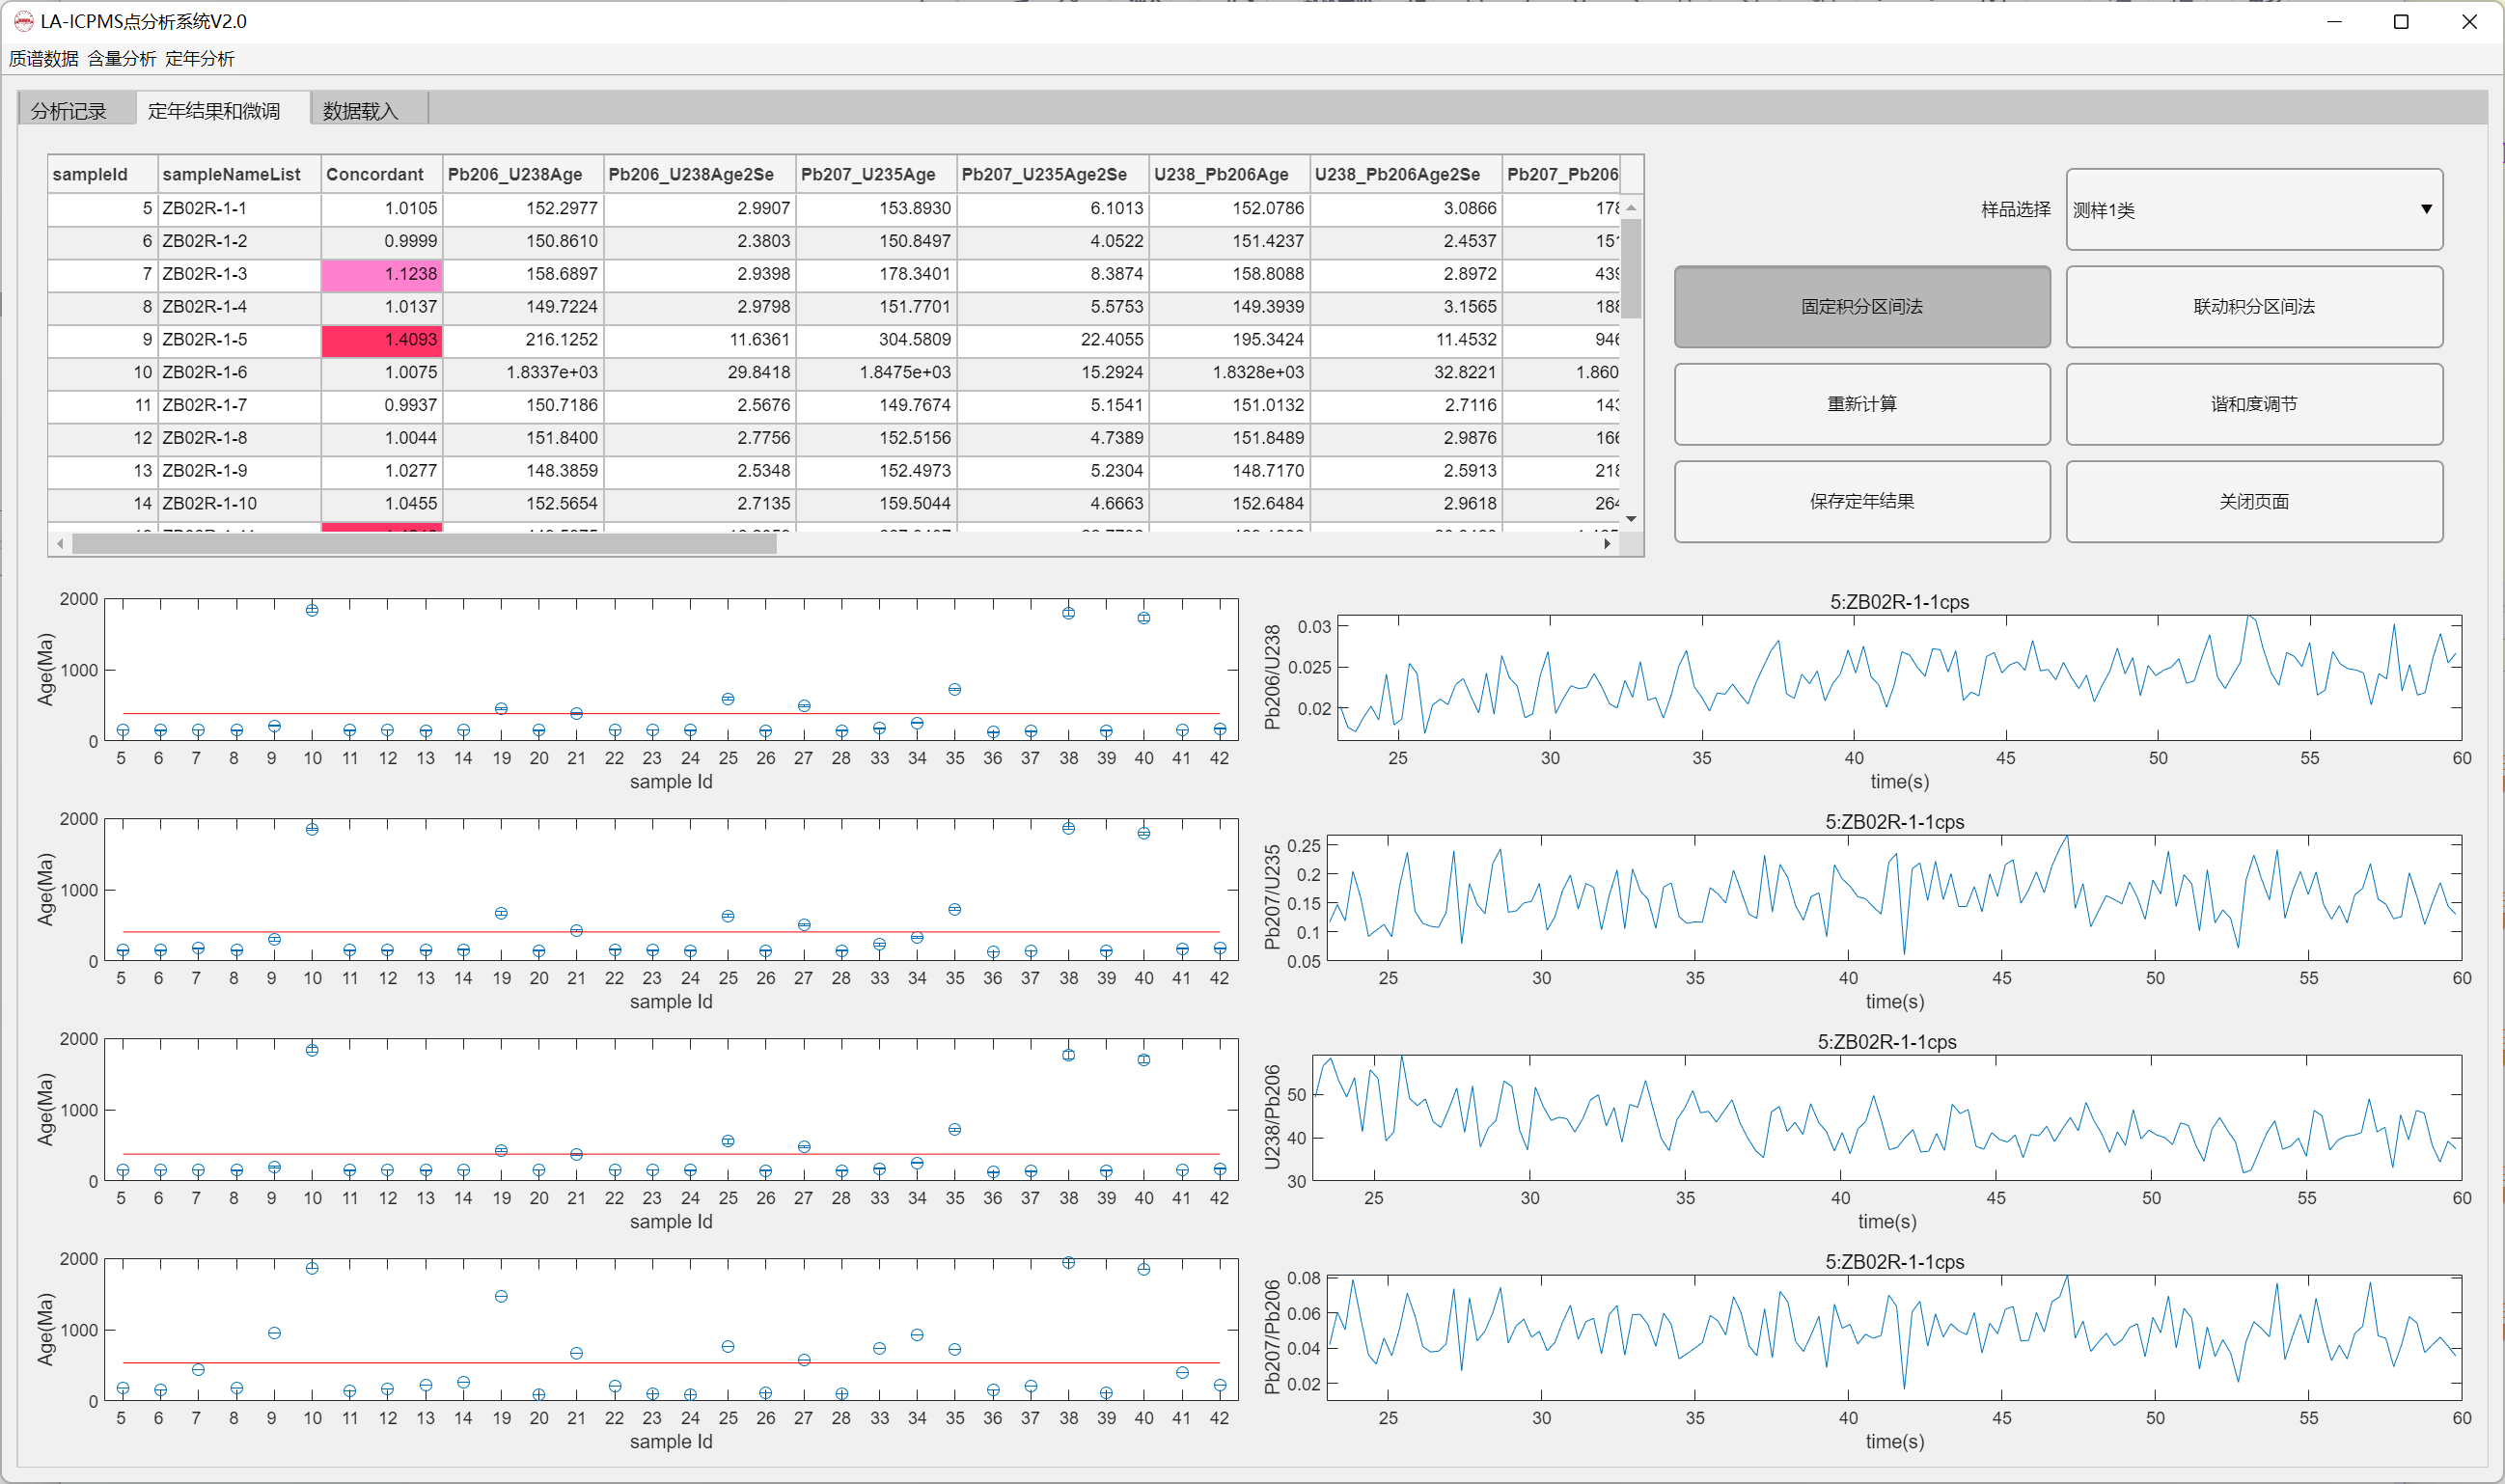 LA-ICPMS点分析系统V2.0
质谱数据 含量分析 定年分析
分析记录 定年结果和微调 数据载入
sampleId sampleNameList Concordant Pb206_U238Age Pb206_U238Age2Se Pb207_U235Age Pb207_U235Age2Se U238_Pb206Age U238_Pb206Age2Se Pb207_Pb206
5 ZB02R-1-1 1.0105 152.2977 2.9907 153.8930 6.1013 152.0786 3.0866 178
6 ZB02R-1-2 0.9999 150.8610 2.3803 150.8497 4.0522 151.4237 2.4537 151
7 ZB02R-1-3 1.1238 158.6897 2.9398 178.3401 8.3874 158.8088 2.8972 439
8 ZB02R-1-4 1.0137 149.7224 2.9798 151.7701 5.5753 149.3939 3.1565 188
9 ZB02R-1-5 1.4093 216.1252 11.6361 304.5809 22.4055 195.3424 11.4532 946
10 ZB02R-1-6 1.0075 1.8337e+03 29.8418 1.8475e+03 15.2924 1.8328e+03 32.8221 1.860
11 ZB02R-1-7 0.9937 150.7186 2.5676 149.7674 5.1541 151.0132 2.7116 143
12 ZB02R-1-8 1.0044 151.8400 2.7756 152.5156 4.7389 151.8489 2.9876 166
13 ZB02R-1-9 1.0277 148.3859 2.5348 152.4973 5.2304 148.7170 2.5913 218
14 ZB02R-1-10 1.0455 152.5654 2.7135 159.5044 4.6663 152.6484 2.9618 264
样品选择 测样1类
固定积分区间法 联动积分区间法
重新计算 谐和度调节
保存定年结果 关闭页面
2000
1000
0
Age(Ma)
5 6 7 8 9 10 11 12 13 14 19 20 21 22 23 24 25 26 27 28 33 34 35 36 37 38 39 40 41 42
sample Id
5:ZB02R-1-1cps
0.03
0.025
0.02
Pb206/U238
25 30 35 40 45 50 55 60
time(s)
2000
1000
0
Age(Ma)
5 6 7 8 9 10 11 12 13 14 19 20 21 22 23 24 25 26 27 28 33 34 35 36 37 38 39 40 41 42
sample Id
5:ZB02R-1-1cps
0.25
0.2
0.15
0.1
0.05
Pb207/U235
25 30 35 40 45 50 55 60
time(s)
2000
1000
0
Age(Ma)
5 6 7 8 9 10 11 12 13 14 19 20 21 22 23 24 25 26 27 28 33 34 35 36 37 38 39 40 41 42
sample Id
5:ZB02R-1-1cps
50
40
30
U238/Pb206
25 30 35 40 45 50 55 60
time(s)
2000
1000
0
Age(Ma)
5 6 7 8 9 10 11 12 13 14 19 20 21 22 23 24 25 26 27 28 33 34 35 36 37 38 39 40 41 42
sample Id
5:ZB02R-1-1cps
0.08
0.06
0.04
0.02
Pb207/Pb206
25 30 35 40 45 50 55 60
time(s)